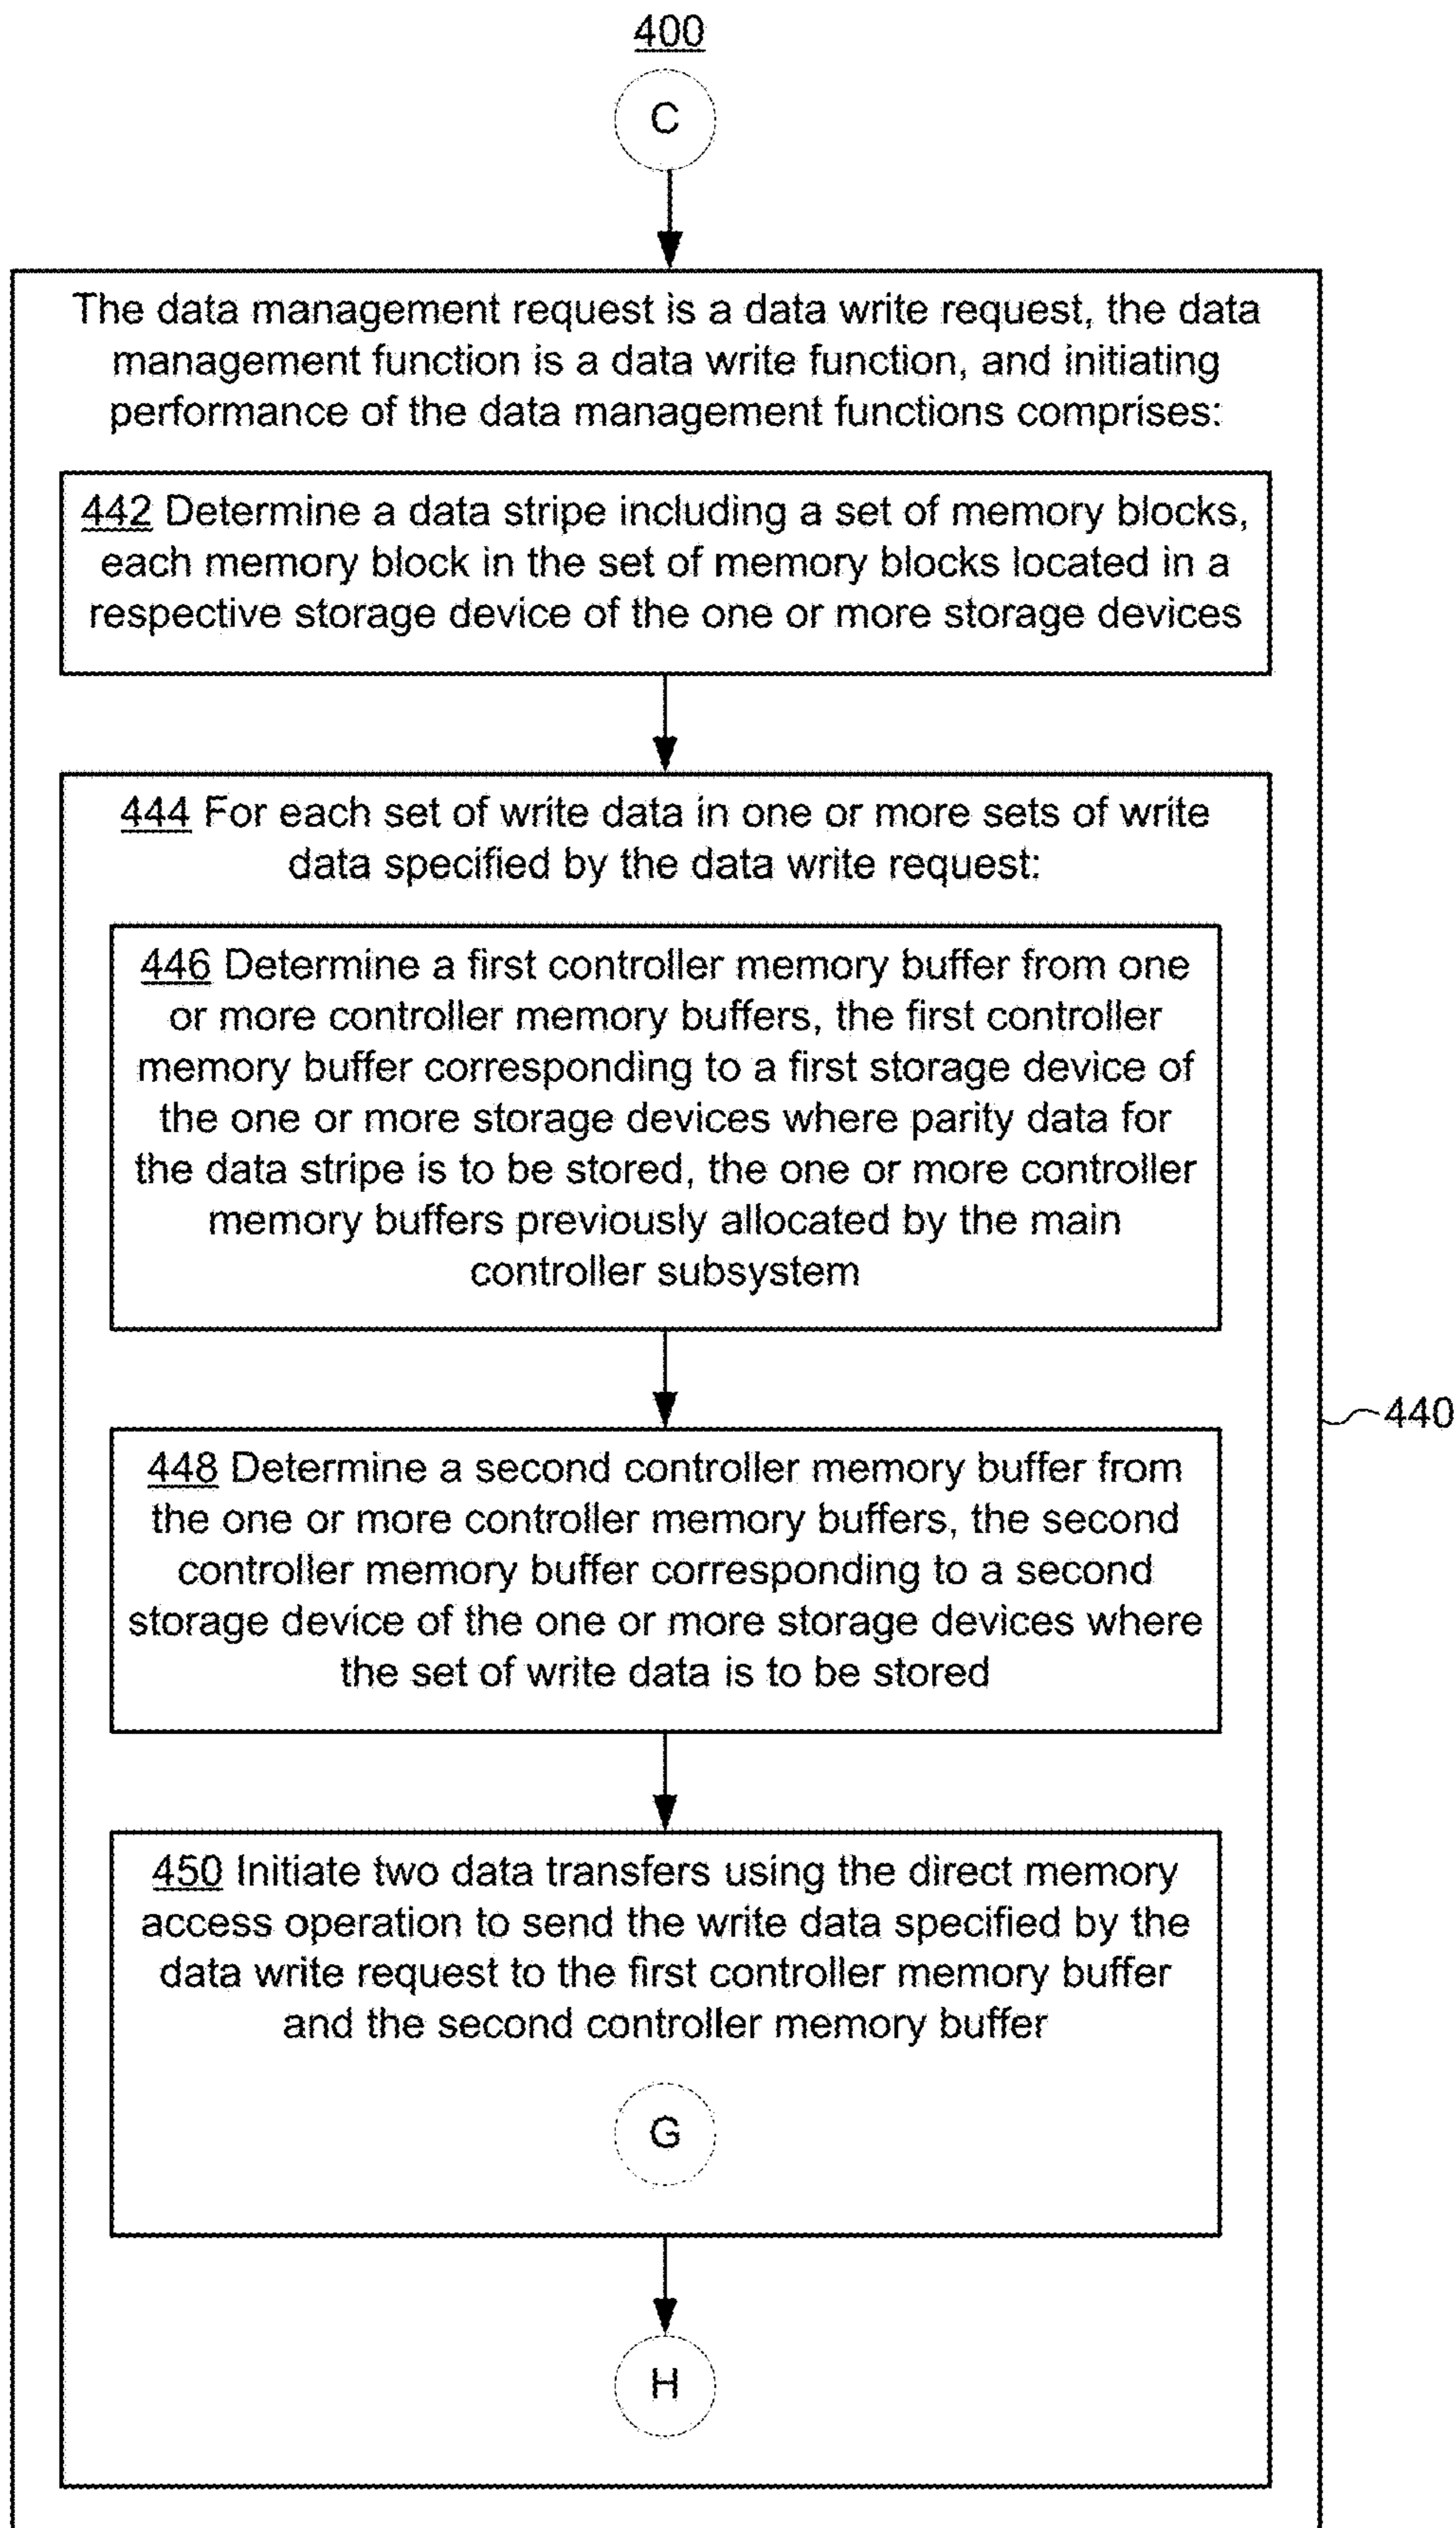 400
C
The data management request is a data write request, the data
management function is a data write function, and initiating
performance of the data management functions comprises:
442 Determine a data stripe including a set of memory blocks,
each memory block in the set of memory blocks located in a
respective storage device of the one or more storage devices
444 For each set of write data in one or more sets of write
data specified by the data write request:
446 Determine a first controller memory buffer from one
or more controller memory buffers, the first controller
memory buffer corresponding to a first storage device of
the one or more storage devices where parity data for
the data stripe is to be stored, the one or more controller
memory buffers previously allocated by the main
controller subsystem
440
448 Determine a second controller memory buffer from
the one or more controller memory buffers, the second
controller memory buffer corresponding to a second
storage device of the one or more storage devices where
the set of write data is to be stored
450 Initiate two data transfers using the direct memory
access operation to send the write data specified by the
data write request to the first controller memory buffer
and the second controller memory buffer
G
H